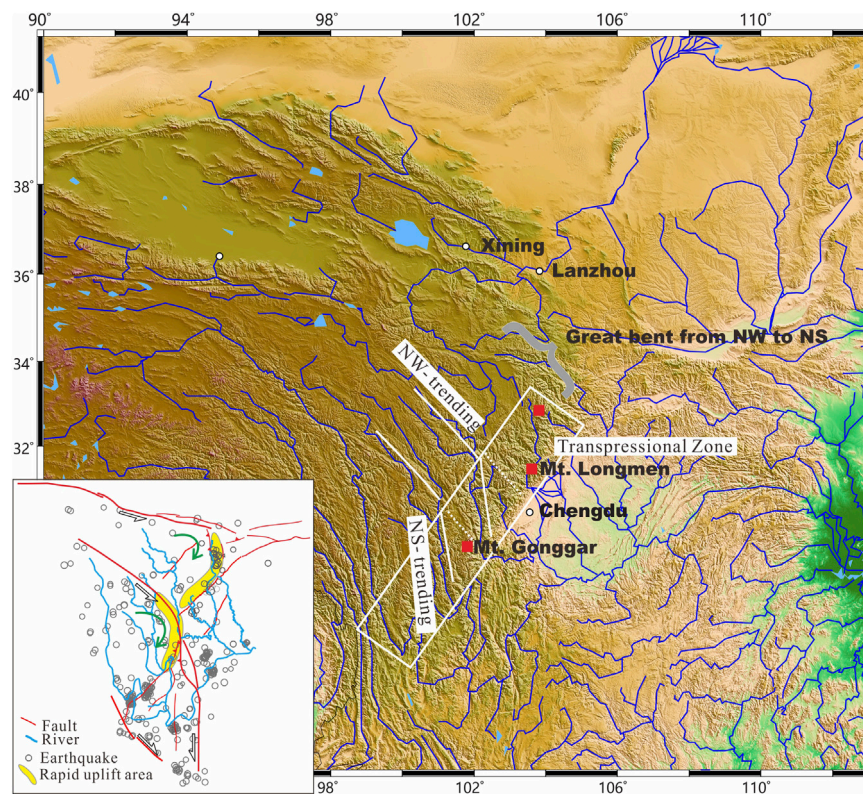 90° 94° 98° 102° 106° 110°
40°
38°
36°
34°
32°
Xining
Lanzhou
Great bent from NW to NS
NW-trending
Transpressional Zone
Mt. Longmen
Chengdu
Mt. Gonggar
NS-trending
Fault
River
Earthquake
Rapid uplift area
98° 102° 106° 110°